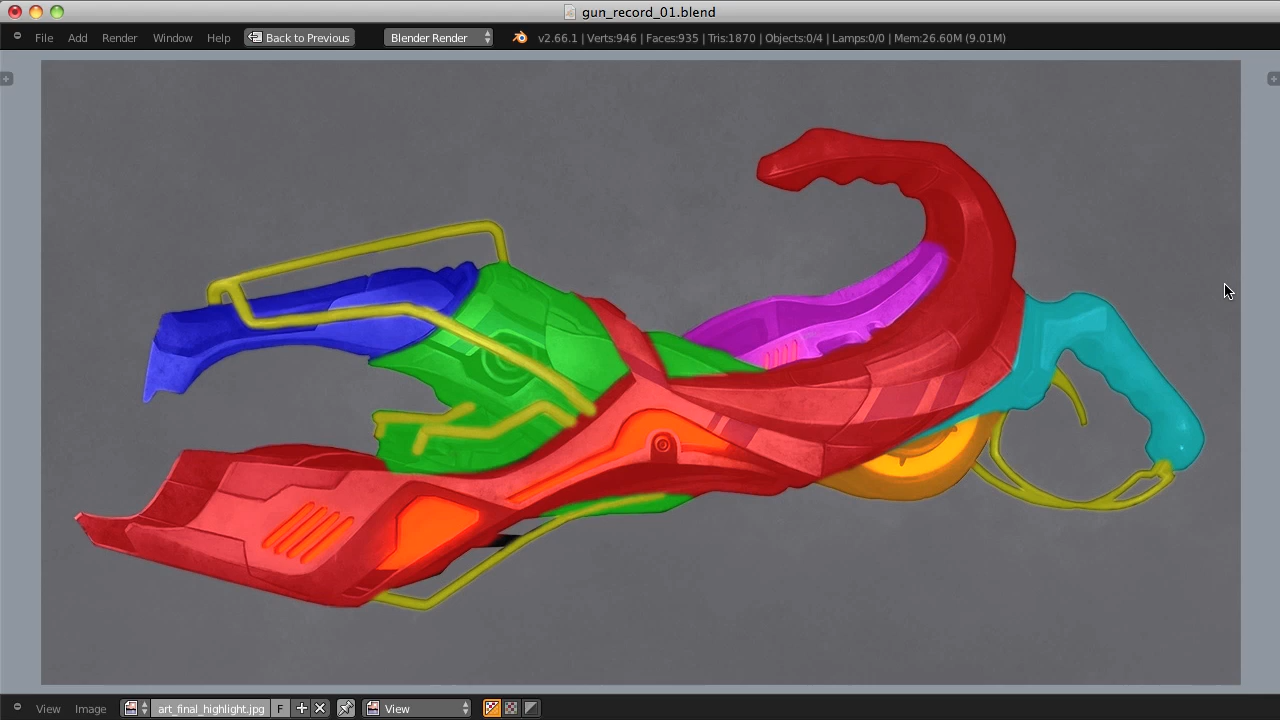 gun_record_01.blend
File Add Render Window Help Back to Previous Blender Render v2.66.1 | Verts:946 | Faces:935 | Tris:1870 | Objects:0/4 | Lamps:0/0 | Mem:26.60M (9.01M)
View Image art_final_highlight.jpg F View